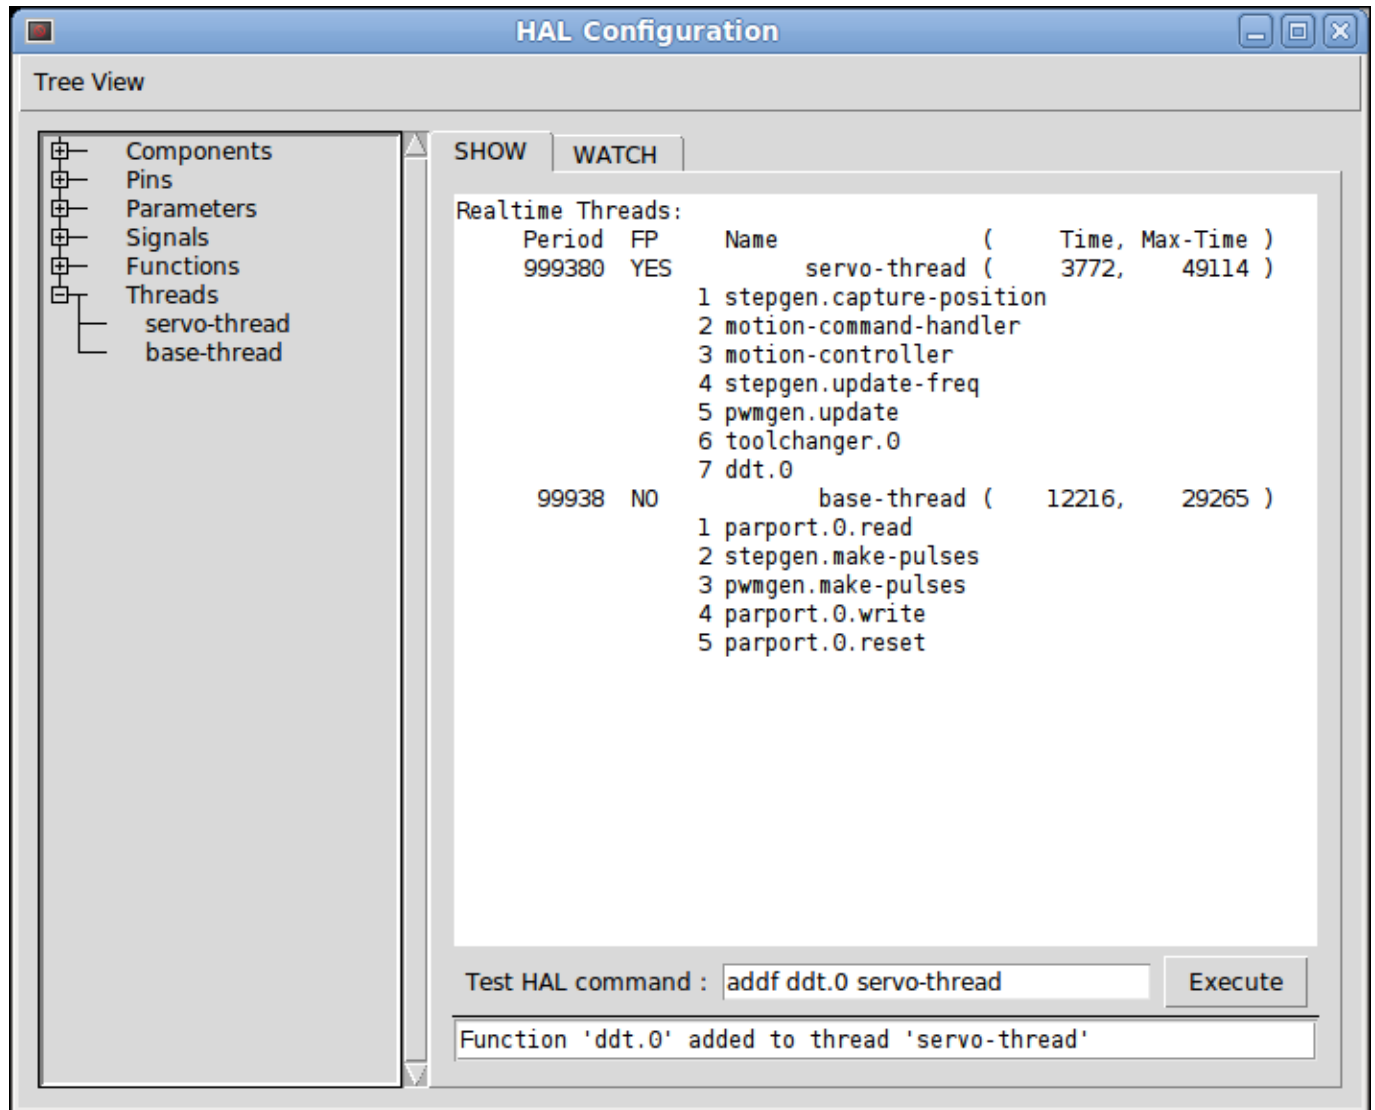 HAL Configuration
Tree View
Components
Pins
Parameters
Signals
Functions
Threads
servo-thread
base-thread
SHOW WATCH
Realtime Threads:
Period FP Name ( Time, Max-Time )
999380 YES servo-thread ( 3772, 49114 )
1 stepgen.capture-position
2 motion-command-handler
3 motion-controller
4 stepgen.update-freq
5 pwmgen.update
6 toolchanger.0
7 ddt.0
99938 NO base-thread ( 12216, 29265 )
1 parport.0.read
2 stepgen.make-pulses
3 pwmgen.make-pulses
4 parport.0.write
5 parport.0.reset
Test HAL command : addf ddt.0 servo-thread Execute
Function 'ddt.0' added to thread 'servo-thread'